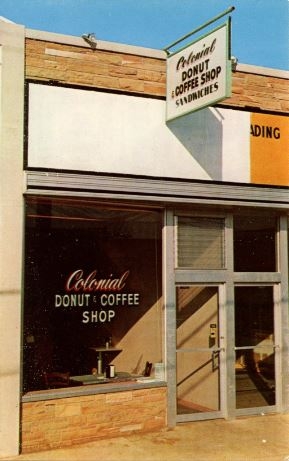 Colonial
DONUT
& COFFEE SHOP
SANDWICHES
ADING
Colonial
DONUT & COFFEE
SHOP